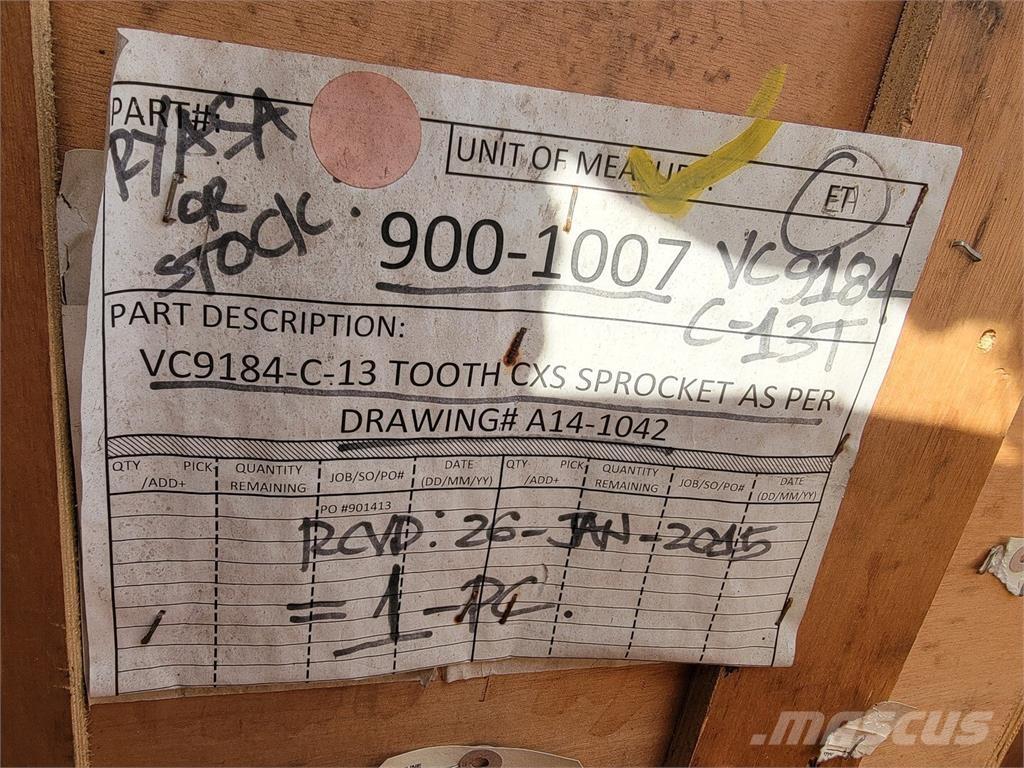 PART#:
UNIT OF MEASURE:
OR
STOCK
900-1007
VC9184
C-13T
PART DESCRIPTION:
VC9184-C-13 TOOTH CXS SPROCKET AS PER
DRAWING# A14-1042
QTY PICK /ADD+ QUANTITY REMAINING JOB/SO/PO# DATE (DD/MM/YY) QTY PICK /ADD+ QUANTITY REMAINING JOB/SO/PO# DATE (DD/MM/YY)
PO #901413
RCVD: 26-JAN-2015
= 1-PC.
mascus